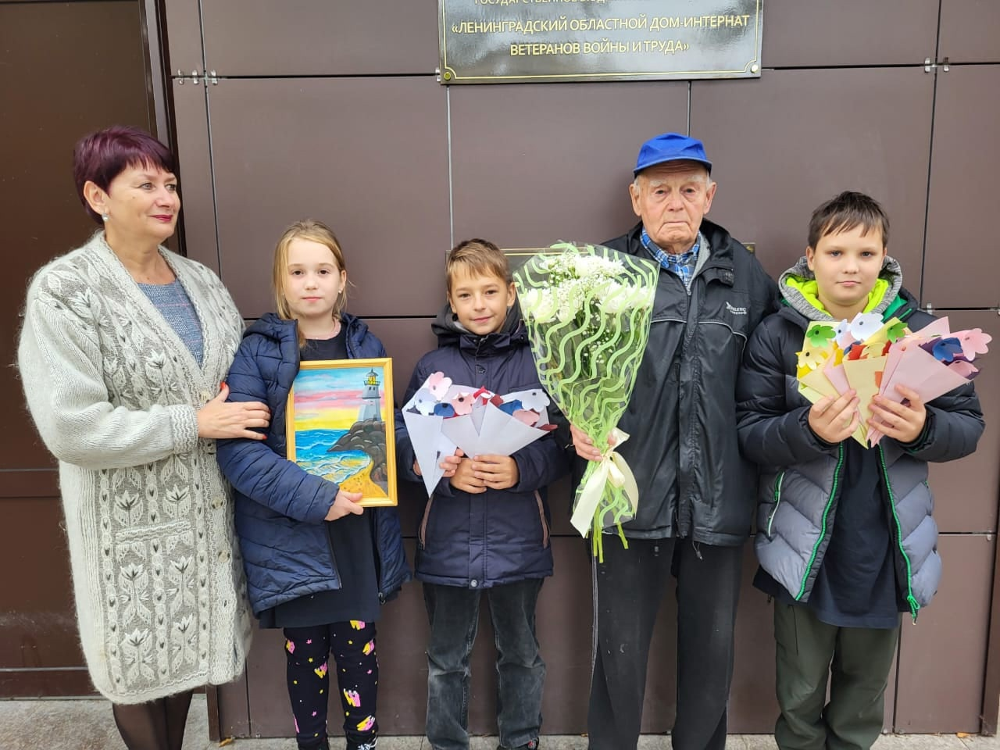 «ЛЕНИНГРАДСКИЙ ОБЛАСТНОЙ ДОМ-ИНТЕРНАТ
ВЕТЕРАНОВ ВОЙНЫ И ТРУДА»